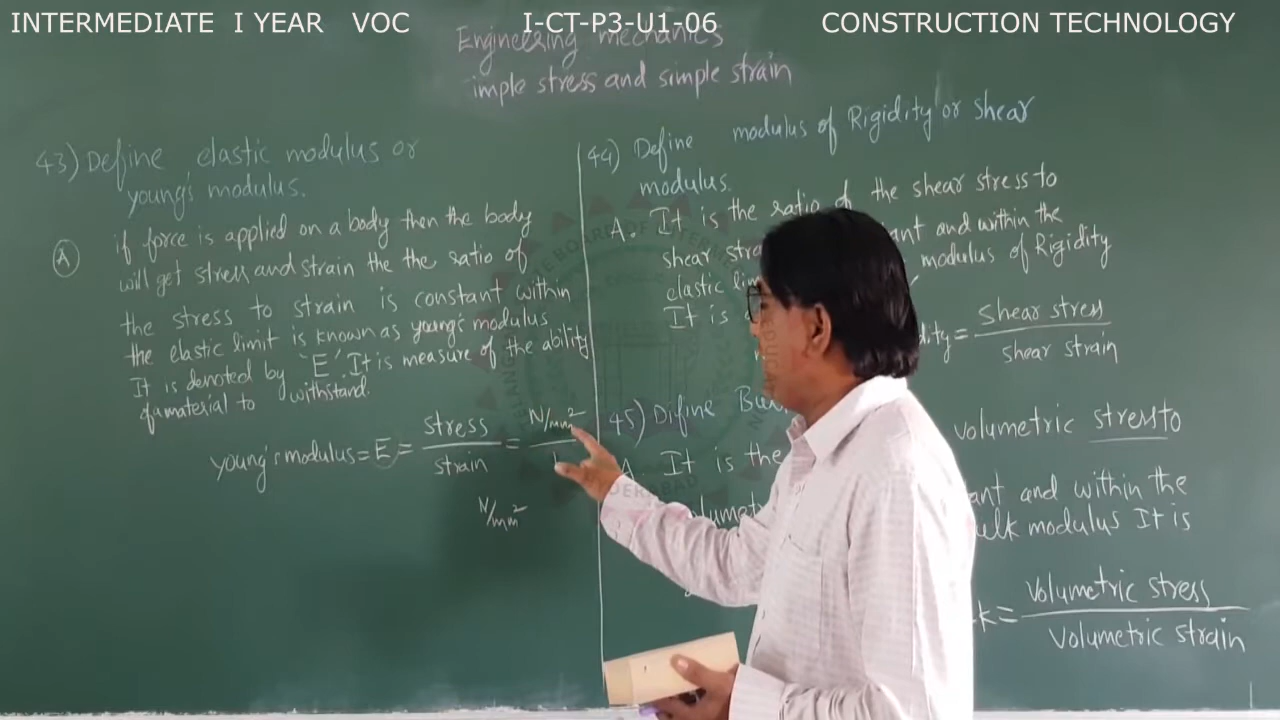 INTERMEDIATE I YEAR VOC I-CT-P3-U1-06 CONSTRUCTION TECHNOLOGY
Engineering mechanics
imple stress and simple strain
43) Define elastic modulus or
young's modulus.
A if force is applied on a body then the body
will get stress and strain the the ratio of
the stress to strain is constant within
the elastic limit is known as young's modulus
It is denoted by 'E'. It is measure of the ability
of a material to withstand.
young's modulus = E = stress / strain = N/mm²
N/mm²
44) Define modulus of Rigidity or shear
modulus.
A. It is the ratio of the shear stress to
shear stra ant and within the
elastic lim modulus of Rigidity
It is
dity = shear stress / shear strain
45) Difine Bu
A It is the volumetric stress to
olumetr ant and within the
ulk modulus It is
k = volumetric stress / volumetric strain